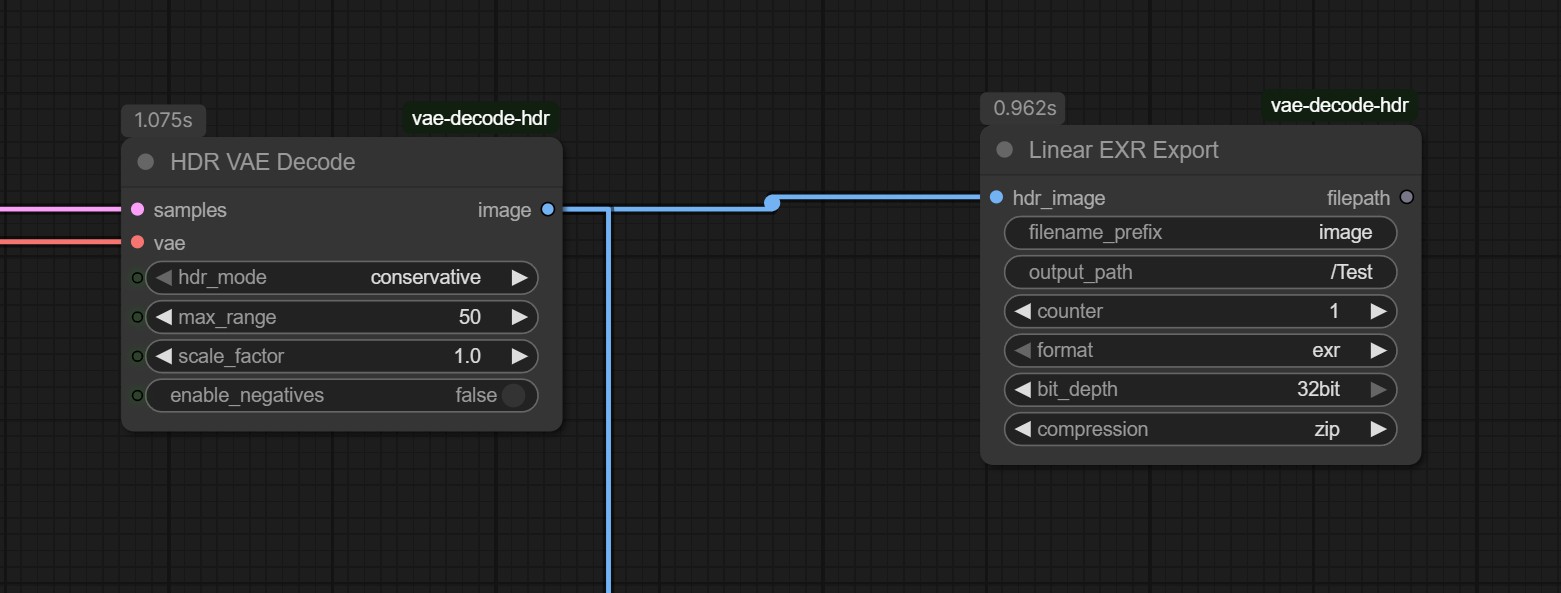 1.075s
vae-decode-hdr
HDR VAE Decode
samples
image
vae
hdr_mode conservative
max_range 50
scale_factor 1.0
enable_negatives false
0.962s
vae-decode-hdr
Linear EXR Export
hdr_image
filepath
filename_prefix image
output_path /Test
counter 1
format exr
bit_depth 32bit
compression zip